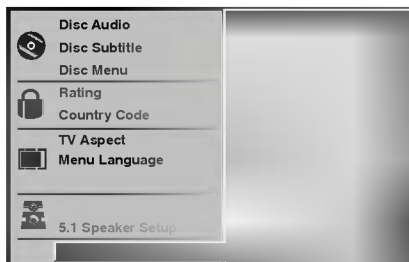 Disc Audio
Disc Subtitle
Disc Menu
Rating
Country Code
TV Aspect
Menu Language
5.1 Speaker Setup